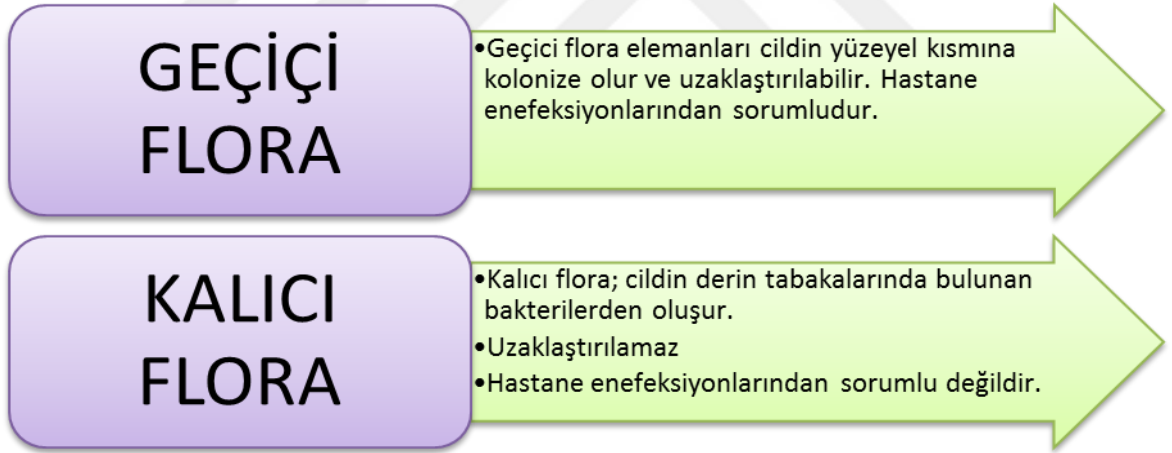 GEÇİÇİ
FLORA
•Geçici flora elemanları cildin yüzeyel kısmına
kolonize olur ve uzaklaştırılabilir. Hastane
enefeksiyonlarından sorumludur.
KALICI
FLORA
•Kalıcı flora; cildin derin tabakalarında bulunan
bakterilerden oluşur.
•Uzaklaştırılamaz
•Hastane enefeksiyonlarından sorumlu değildir.